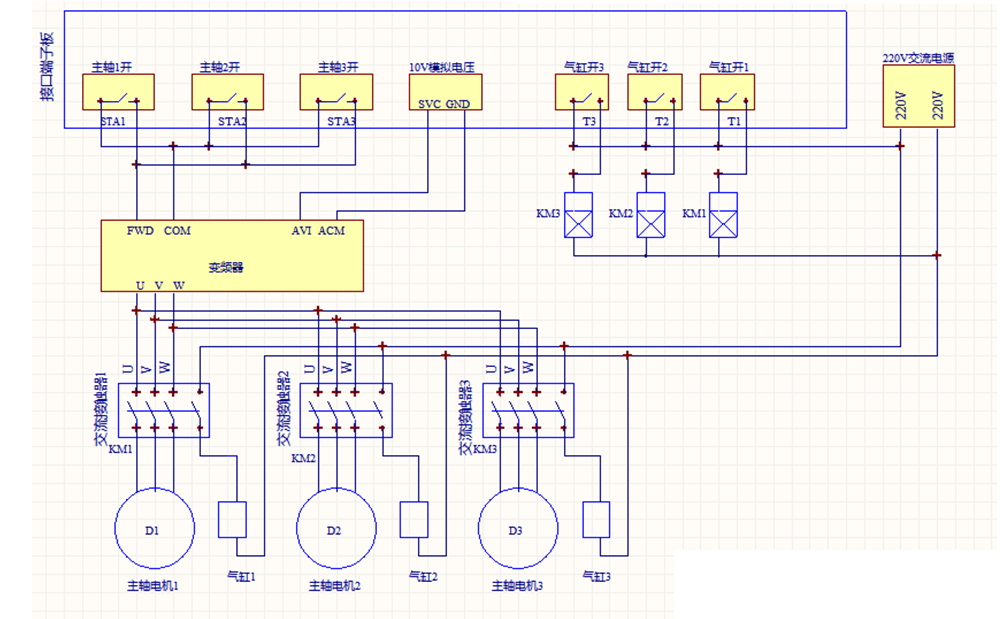 接口端子板
主轴1开
主轴2开
主轴3开
10V模拟电压
气缸开3
气缸开2
气缸开1
220V交流电源
SVC GND
220V
220V
STA1
STA2
STA3
T3
T2
T1
KM3
KM2
KM1
FWD COM
AVI ACM
变频器
U V W
U V W
U V W
U V W
交流接触器1
交流接触器2
交流接触器3
KM1
KM2
KM3
D1
D2
D3
主轴电机1
气缸1
主轴电机2
气缸2
主轴电机3
气缸3